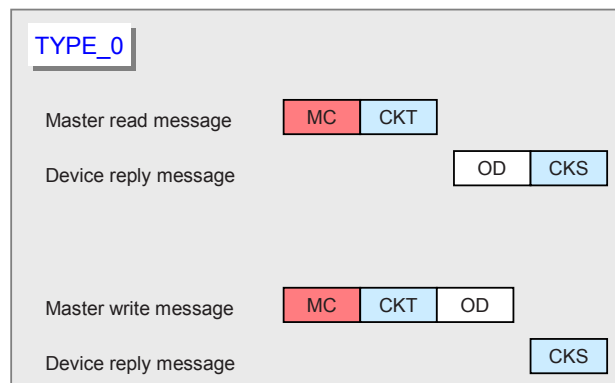 TYPE_0
Master read message MC CKT
Device reply message OD CKS
Master write message MC CKT OD
Device reply message CKS